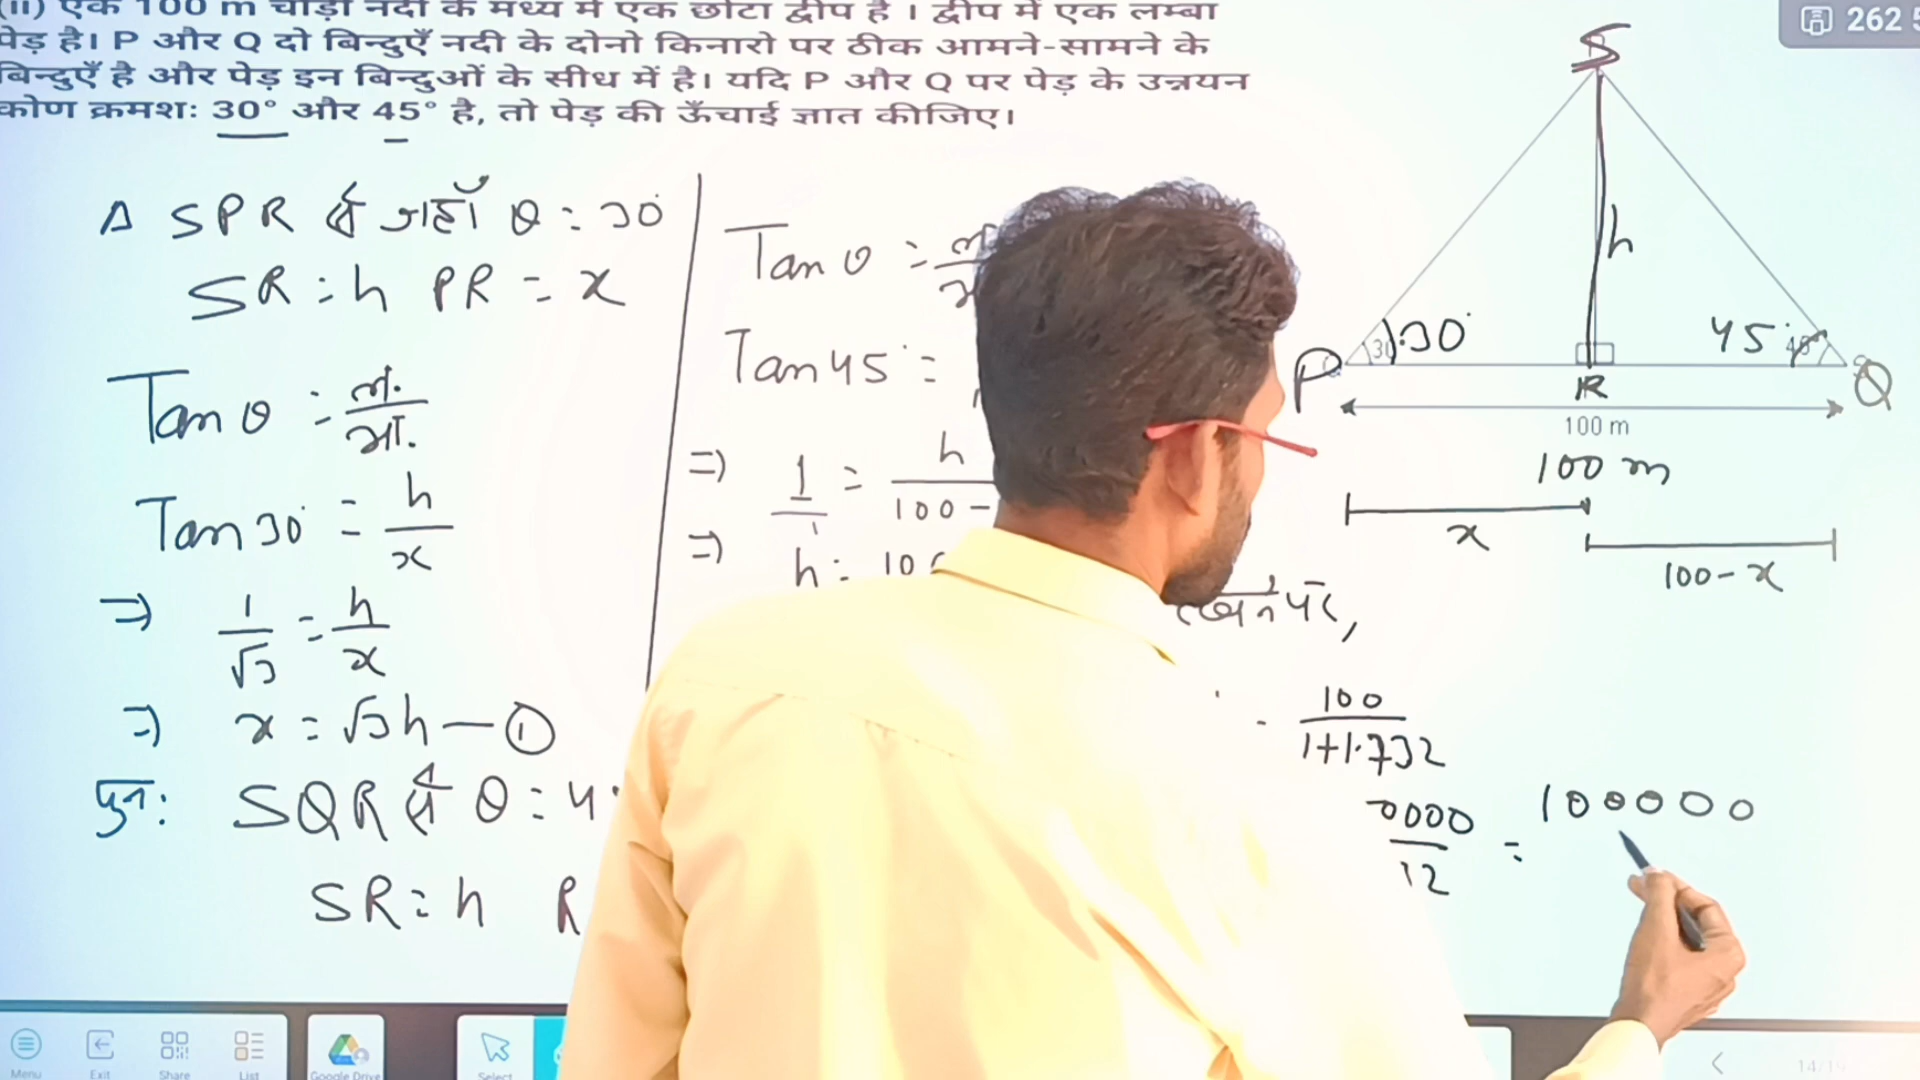 (ii) एक 100 m चौड़ी नदी के मध्य में एक छोटा द्वीप है । द्वीप में एक लम्बा
पेड़ है। P और Q दो बिन्दुएँ नदी के दोनो किनारो पर ठीक आमने-सामने के
बिन्दुएँ है और पेड़ इन बिन्दुओं के सीध में है। यदि P और Q पर पेड़ के उन्नयन
कोण क्रमशः 30° और 45° है, तो पेड़ की ऊँचाई ज्ञात कीजिए।
Δ SPR से जहाँ θ = 30°
SR = h PR = x
Tan θ = ल. / आ.
Tan 30° = h / x
⇒ 1 / √3 = h / x
⇒ x = √3h — ①
पुनः SQR से θ = 4
SR = h R
Tan θ =
Tan 45° =
⇒ 1 / 1 = h / 100 -
⇒ h = 10
पर,
100 / 1+1.732
0000 / 12 = 100000
S
h
30° 45°
P R Q
100 m
100 m
x
100 - x
262 5
Menu
Exit
Share
List
Google Drive
Select